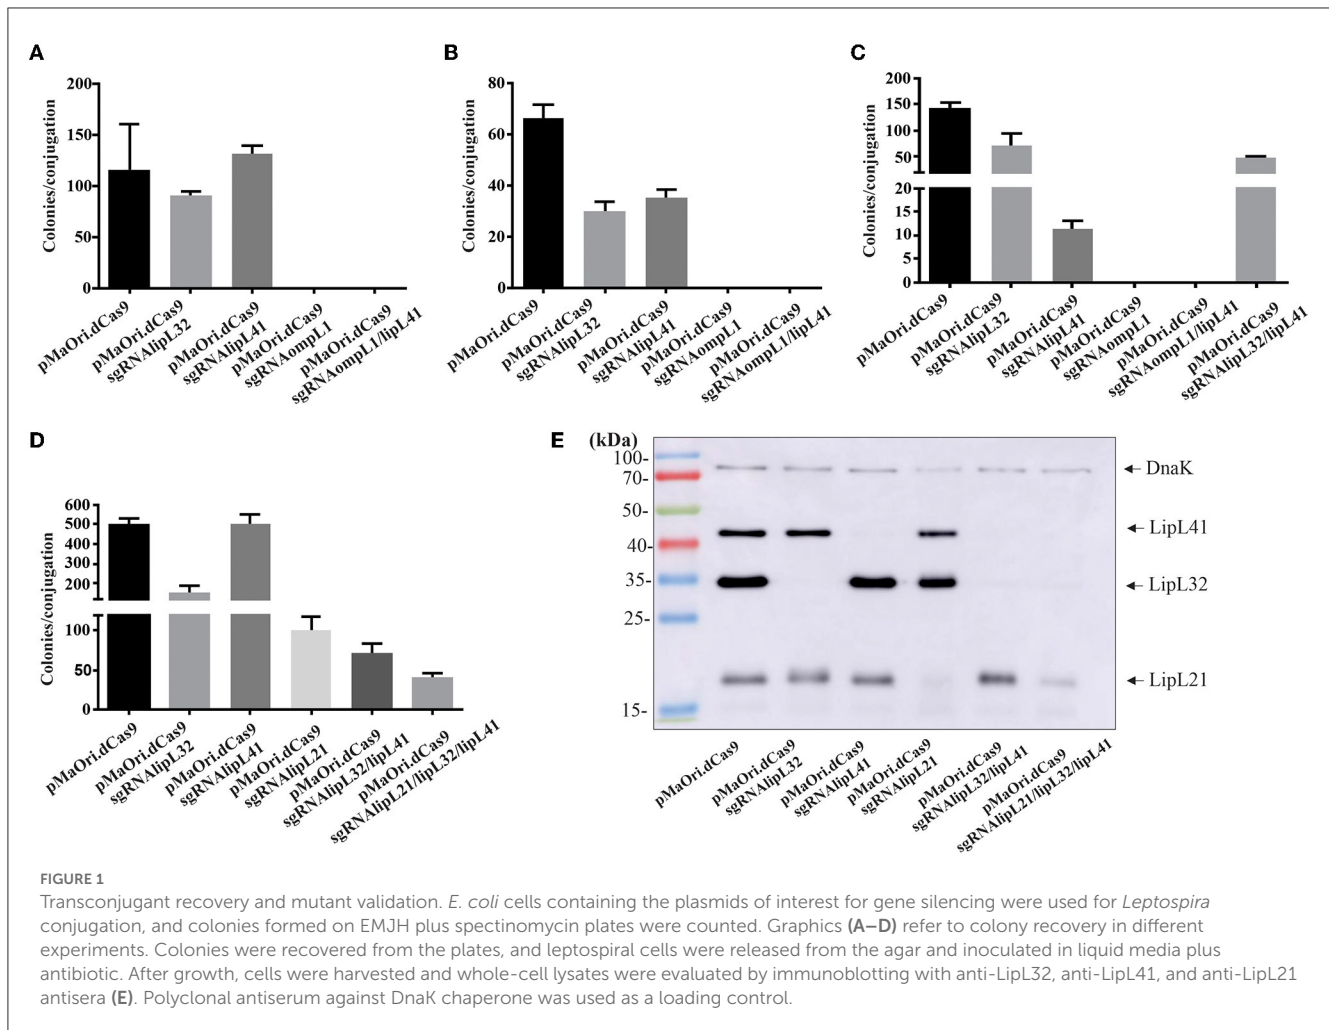 A
Colonies/conjugation
200
150
100
50
0
pMaOri.dCas9
pMaOri.dCas9
sgRNAlipL32
pMaOri.dCas9
sgRNAlipL41
pMaOri.dCas9
sgRNAompL1
pMaOri.dCas9
sgRNAompL1/lipL41
B
Colonies/conjugation
80
60
40
20
0
pMaOri.dCas9
pMaOri.dCas9
sgRNAlipL32
pMaOri.dCas9
sgRNAlipL41
pMaOri.dCas9
sgRNAompL1
pMaOri.dCas9
sgRNAompL1/lipL41
C
Colonies/conjugation
200
150
100
50
20
15
10
5
0
pMaOri.dCas9
pMaOri.dCas9
sgRNAlipL32
pMaOri.dCas9
sgRNAlipL41
pMaOri.dCas9
sgRNAompL1
pMaOri.dCas9
sgRNAompL1/lipL41
pMaOri.dCas9
sgRNAlipL32/lipL41
D
Colonies/conjugation
600
500
400
300
200
100
50
0
pMaOri.dCas9
pMaOri.dCas9
sgRNAlipL32
pMaOri.dCas9
sgRNAlipL41
pMaOri.dCas9
sgRNAlipL21
pMaOri.dCas9
sgRNAlipL32/lipL41
pMaOri.dCas9
sgRNAlipL21/lipL32/lipL41
E
(kDa)
100-
70-
50-
40-
35-
25-
15-
DnaK
LipL41
LipL32
LipL21
pMaOri.dCas9
pMaOri.dCas9
sgRNAlipL32
pMaOri.dCas9
sgRNAlipL41
pMaOri.dCas9
sgRNAlipL21
pMaOri.dCas9
sgRNAlipL32/lipL41
pMaOri.dCas9
sgRNAlipL21/lipL32/lipL41
FIGURE 1
Transconjugant recovery and mutant validation. E. coli cells containing the plasmids of interest for gene silencing were used for Leptospira
conjugation, and colonies formed on EMJH plus spectinomycin plates were counted. Graphics (A–D) refer to colony recovery in different
experiments. Colonies were recovered from the plates, and leptospiral cells were released from the agar and inoculated in liquid media plus
antibiotic. After growth, cells were harvested and whole-cell lysates were evaluated by immunoblotting with anti-LipL32, anti-LipL41, and anti-LipL21
antisera (E). Polyclonal antiserum against DnaK chaperone was used as a loading control.